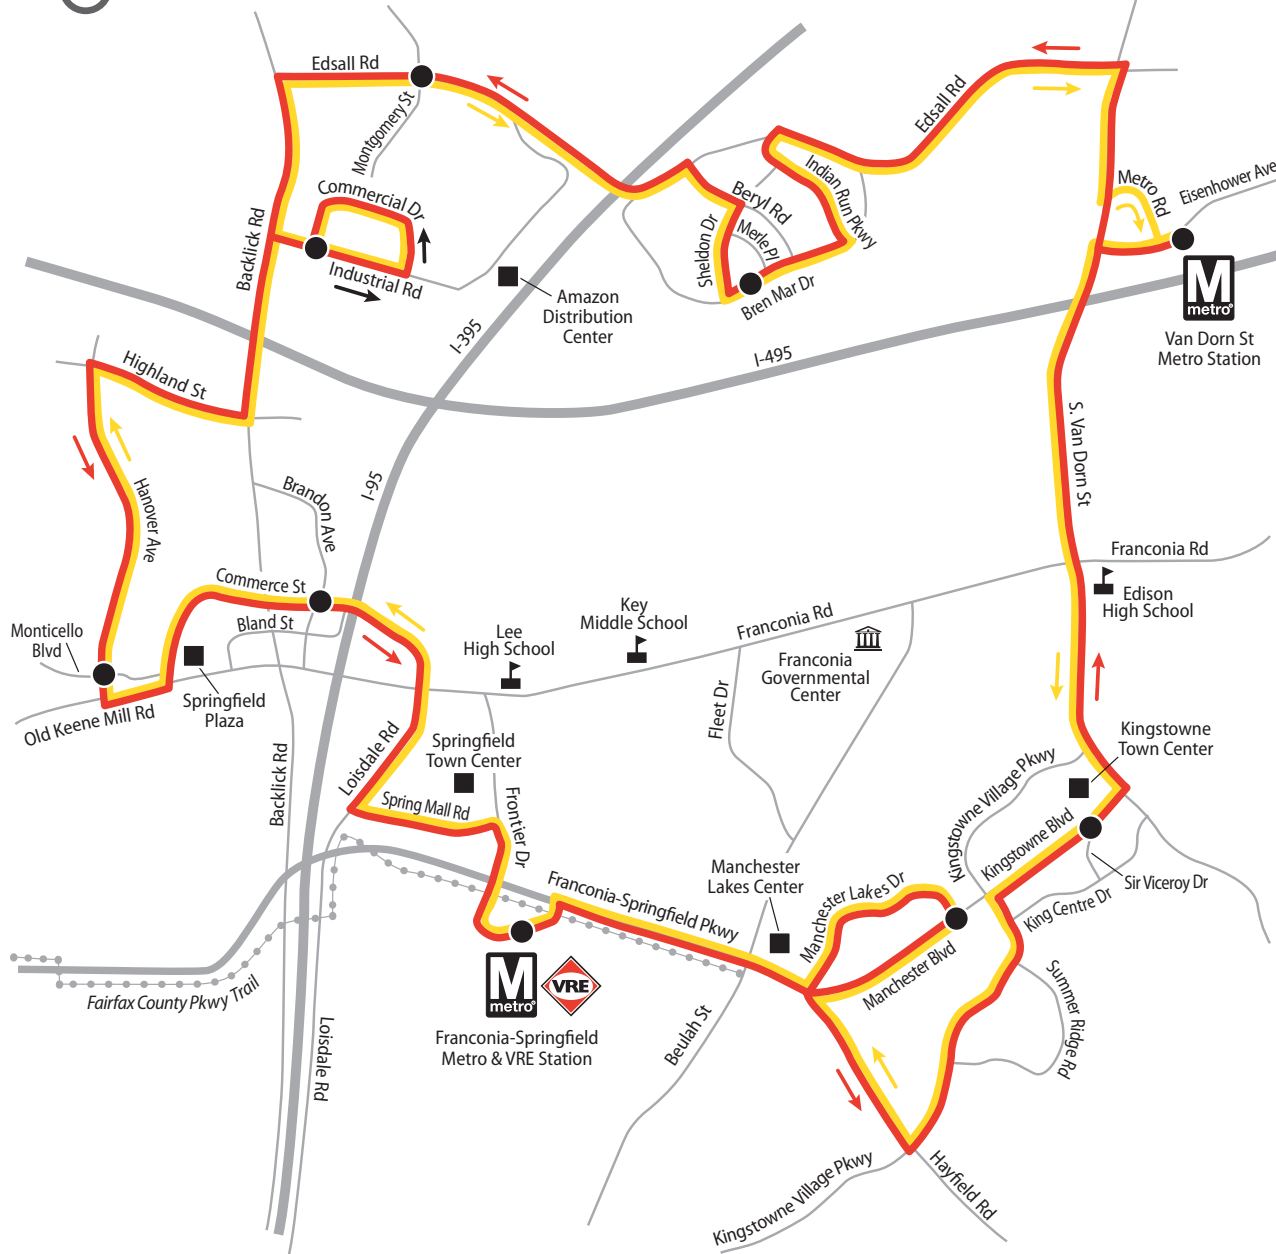 Edsall Rd
Montgomery St
Edsall Rd
Commercial Dr
Backlick Rd
Industrial Rd
Amazon
Distribution
Center
I-395
Beryl Rd
Merle Pl
Sheldon Dr
Indian Run Pkwy
Bren Mar Dr
Metro Rd
Eisenhower Ave
M
metro®
Van Dorn St
Metro Station
I-495
Highland St
Hanover Ave
I-95
Brandon Ave
S. Van Dorn St
Franconia Rd
Edison
High School
Commerce St
Bland St
Monticello
Blvd
Springfield
Plaza
Old Keene Mill Rd
Lee
High School
Key
Middle School
Franconia Rd
Franconia
Governmental
Center
Fleet Dr
Loisdale Rd
Springfield
Town Center
Backlick Rd
Spring Mall Rd
Frontier Dr
Kingstowne
Town Center
Kingstowne Village Pkwy
Kingstowne Blvd
Sir Viceroy Dr
King Centre Dr
Manchester
Lakes Center
Manchester Lakes Dr
Manchester Blvd
Franconia-Springfield Pkwy
Summer Ridge Rd
Fairfax County Pkwy Trail
M
metro®
VRE
Franconia-Springfield
Metro & VRE Station
Loisdale Rd
Beulah St
Kingstowne Village Pkwy
Hayfield Rd